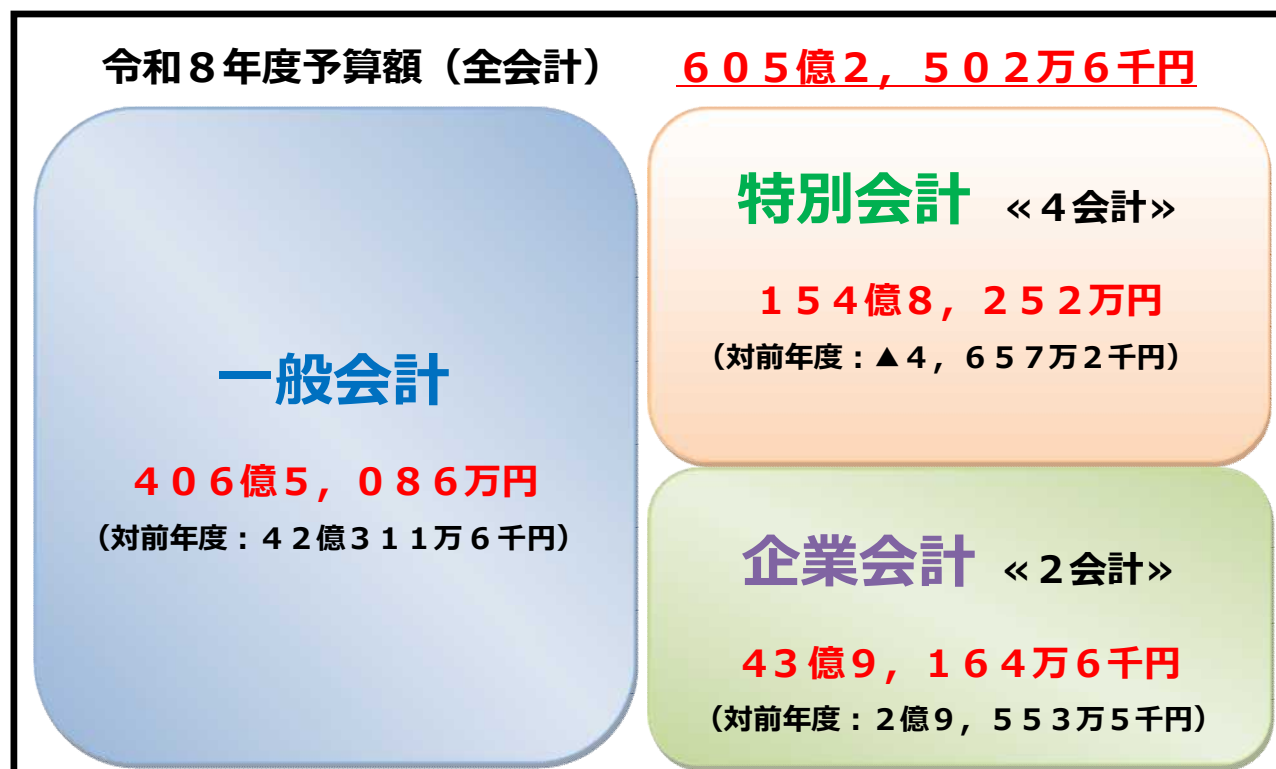 令和８年度予算額（全会計）　６０５億２，５０２万６千円
一般会計
４０６億５，０８６万円
（対前年度：４２億３１１万６千円）
特別会計 «４会計»
１５４億８，２５２万円
（対前年度：▲４，６５７万２千円）
企業会計 «２会計»
４３億９，１６４万６千円
（対前年度：２億９，５５３万５千円）